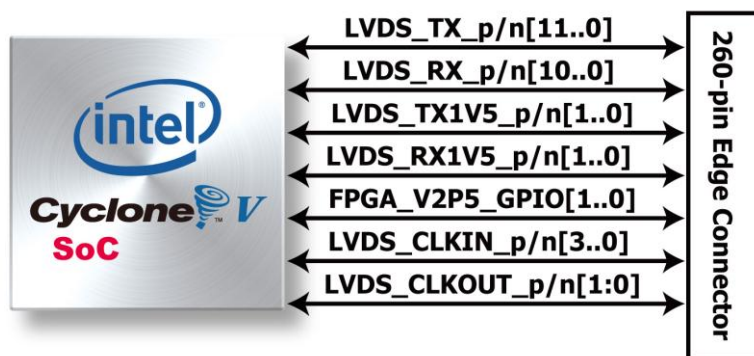 intel®
Cyclone™ V
SoC
LVDS_TX_p/n[11..0]
LVDS_RX_p/n[10..0]
LVDS_TX1V5_p/n[1..0]
LVDS_RX1V5_p/n[1..0]
FPGA_V2P5_GPIO[1..0]
LVDS_CLKIN_p/n[3..0]
LVDS_CLKOUT_p/n[1:0]
260-pin Edge Connector